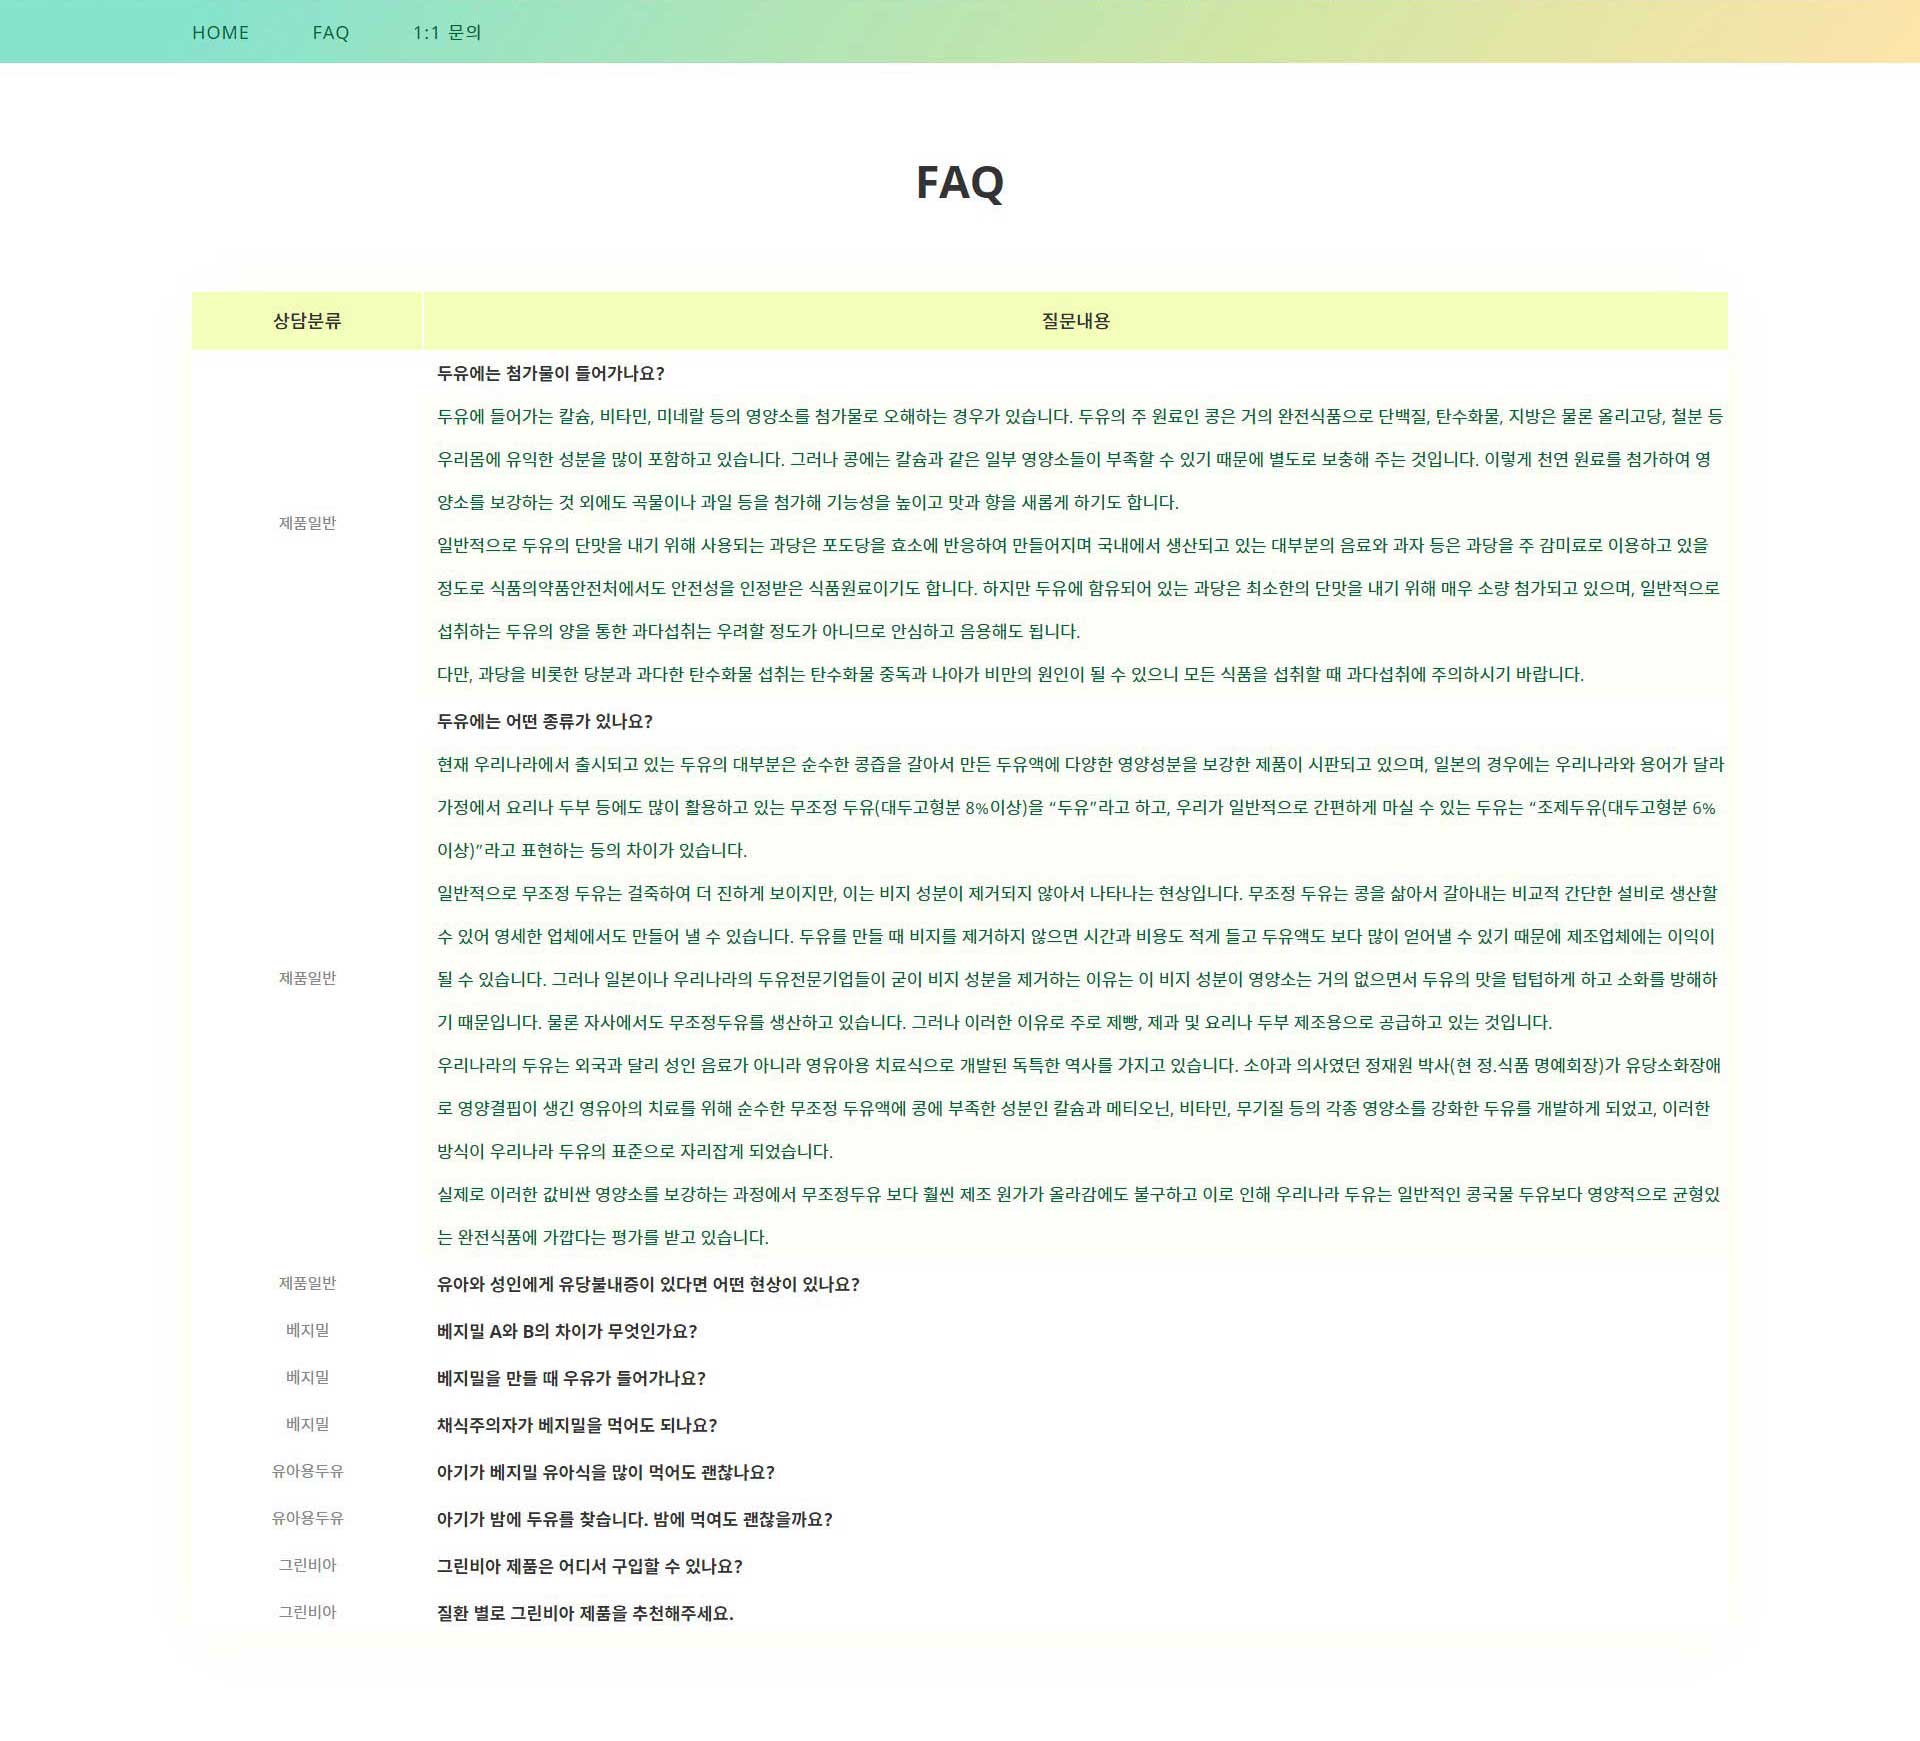 HOME FAQ 1:1 문의
FAQ
상담분류 질문내용
두유에는 첨가물이 들어가나요?
두유에 들어가는 칼슘, 비타민, 미네랄 등의 영양소를 첨가물로 오해하는 경우가 있습니다. 두유의 주 원료인 콩은 거의 완전식품으로 단백질, 탄수화물, 지방은 물론 올리고당, 철분 등
우리몸에 유익한 성분을 많이 포함하고 있습니다. 그러나 콩에는 칼슘과 같은 일부 영양소들이 부족할 수 있기 때문에 별도로 보충해 주는 것입니다. 이렇게 천연 원료를 첨가하여 영
양소를 보강하는 것 외에도 곡물이나 과일 등을 첨가해 기능성을 높이고 맛과 향을 새롭게 하기도 합니다.
제품일반
일반적으로 두유의 단맛을 내기 위해 사용되는 과당은 포도당을 효소에 반응하여 만들어지며 국내에서 생산되고 있는 대부분의 음료와 과자 등은 과당을 주 감미료로 이용하고 있을
정도로 식품의약품안전처에서도 안전성을 인정받은 식품원료이기도 합니다. 하지만 두유에 함유되어 있는 과당은 최소한의 단맛을 내기 위해 매우 소량 첨가되고 있으며, 일반적으로
섭취하는 두유의 양을 통한 과다섭취는 우려할 정도가 아니므로 안심하고 음용해도 됩니다.
다만, 과당을 비롯한 당분과 과다한 탄수화물 섭취는 탄수화물 중독과 나아가 비만의 원인이 될 수 있으니 모든 식품을 섭취할 때 과다섭취에 주의하시기 바랍니다.
두유에는 어떤 종류가 있나요?
현재 우리나라에서 출시되고 있는 두유의 대부분은 순수한 콩즙을 갈아서 만든 두유액에 다양한 영양성분을 보강한 제품이 시판되고 있으며, 일본의 경우에는 우리나라와 용어가 달라
가정에서 요리나 두부 등에도 많이 활용하고 있는 무조정 두유(대두고형분 8%이상)을 “두유”라고 하고, 우리가 일반적으로 간편하게 마실 수 있는 두유는 “조제두유(대두고형분 6%
이상)”라고 표현하는 등의 차이가 있습니다.
일반적으로 무조정 두유는 걸죽하여 더 진하게 보이지만, 이는 비지 성분이 제거되지 않아서 나타나는 현상입니다. 무조정 두유는 콩을 삶아서 갈아내는 비교적 간단한 설비로 생산할
수 있어 영세한 업체에서도 만들어 낼 수 있습니다. 두유를 만들 때 비지를 제거하지 않으면 시간과 비용도 적게 들고 두유액도 보다 많이 얻어낼 수 있기 때문에 제조업체에는 이익이
제품일반
될 수 있습니다. 그러나 일본이나 우리나라의 두유전문기업들이 굳이 비지 성분을 제거하는 이유는 이 비지 성분이 영양소는 거의 없으면서 두유의 맛을 텁텁하게 하고 소화를 방해하
기 때문입니다. 물론 자사에서도 무조정두유를 생산하고 있습니다. 그러나 이러한 이유로 주로 제빵, 제과 및 요리나 두부 제조용으로 공급하고 있는 것입니다.
우리나라의 두유는 외국과 달리 성인 음료가 아니라 영유아용 치료식으로 개발된 독특한 역사를 가지고 있습니다. 소아과 의사였던 정재원 박사(현 정.식품 명예회장)가 유당소화장애
로 영양결핍이 생긴 영유아의 치료를 위해 순수한 무조정 두유액에 콩에 부족한 성분인 칼슘과 메티오닌, 비타민, 무기질 등의 각종 영양소를 강화한 두유를 개발하게 되었고, 이러한
방식이 우리나라 두유의 표준으로 자리잡게 되었습니다.
실제로 이러한 값비싼 영양소를 보강하는 과정에서 무조정두유 보다 훨씬 제조 원가가 올라감에도 불구하고 이로 인해 우리나라 두유는 일반적인 콩국물 두유보다 영양적으로 균형있
는 완전식품에 가깝다는 평가를 받고 있습니다.
제품일반 유아와 성인에게 유당불내증이 있다면 어떤 현상이 있나요?
베지밀 베지밀 A와 B의 차이가 무엇인가요?
베지밀 베지밀을 만들 때 우유가 들어가나요?
베지밀 채식주의자가 베지밀을 먹어도 되나요?
유아용두유 아기가 베지밀 유아식을 많이 먹어도 괜찮나요?
유아용두유 아기가 밤에 두유를 찾습니다. 밤에 먹여도 괜찮을까요?
그린비아 그린비아 제품은 어디서 구입할 수 있나요?
그린비아 질환 별로 그린비아 제품을 추천해주세요.